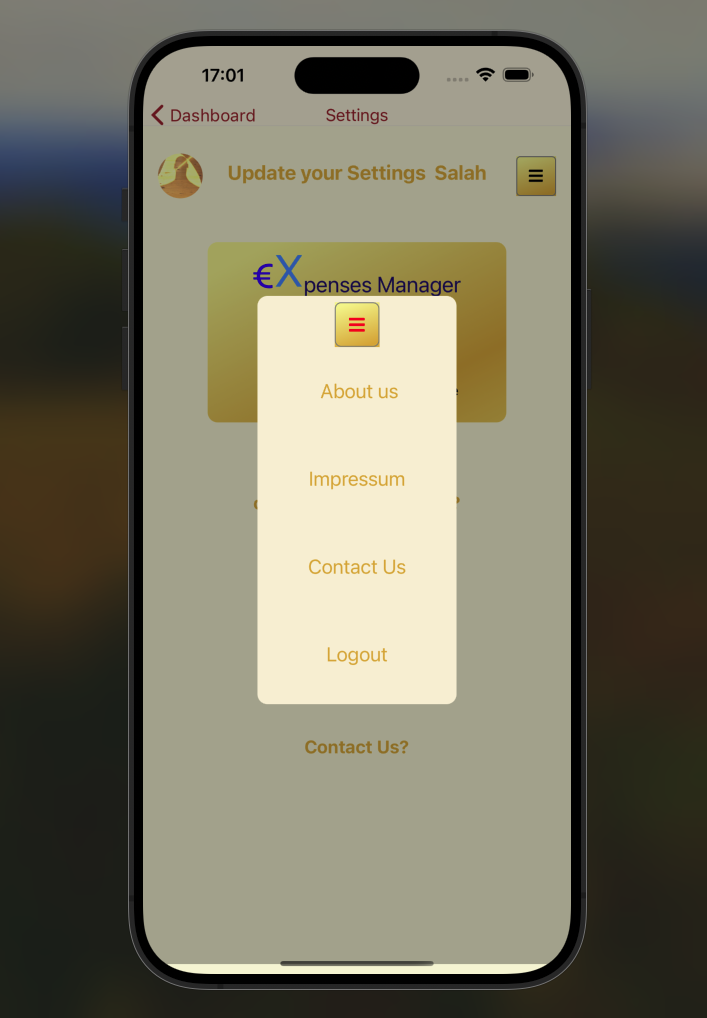 17:01
Dashboard
Settings
Update your Settings Salah
€Xpenses Manager
About us
Impressum
Contact Us
Logout
Contact Us?